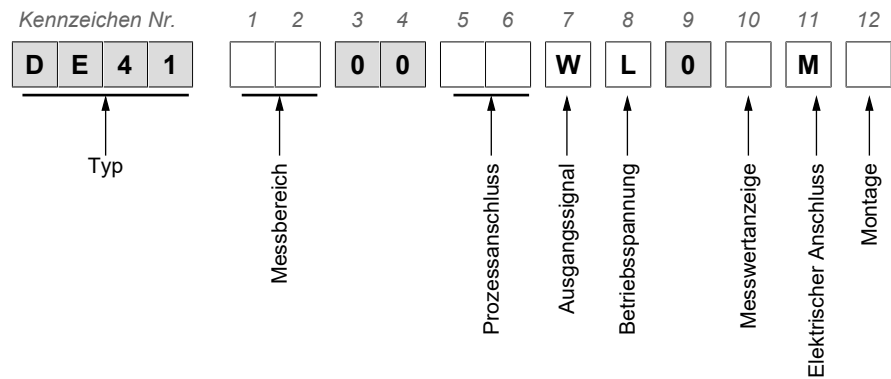 Kennzeichen Nr. 1 2 3 4 5 6 7 8 9 10 11 12
D E 4 1 0 0 W L 0 M
Typ
Messbereich
Prozessanschluss
Ausgangssignal
Betriebsspannung
Messwertanzeige
Elektrischer Anschluss
Montage